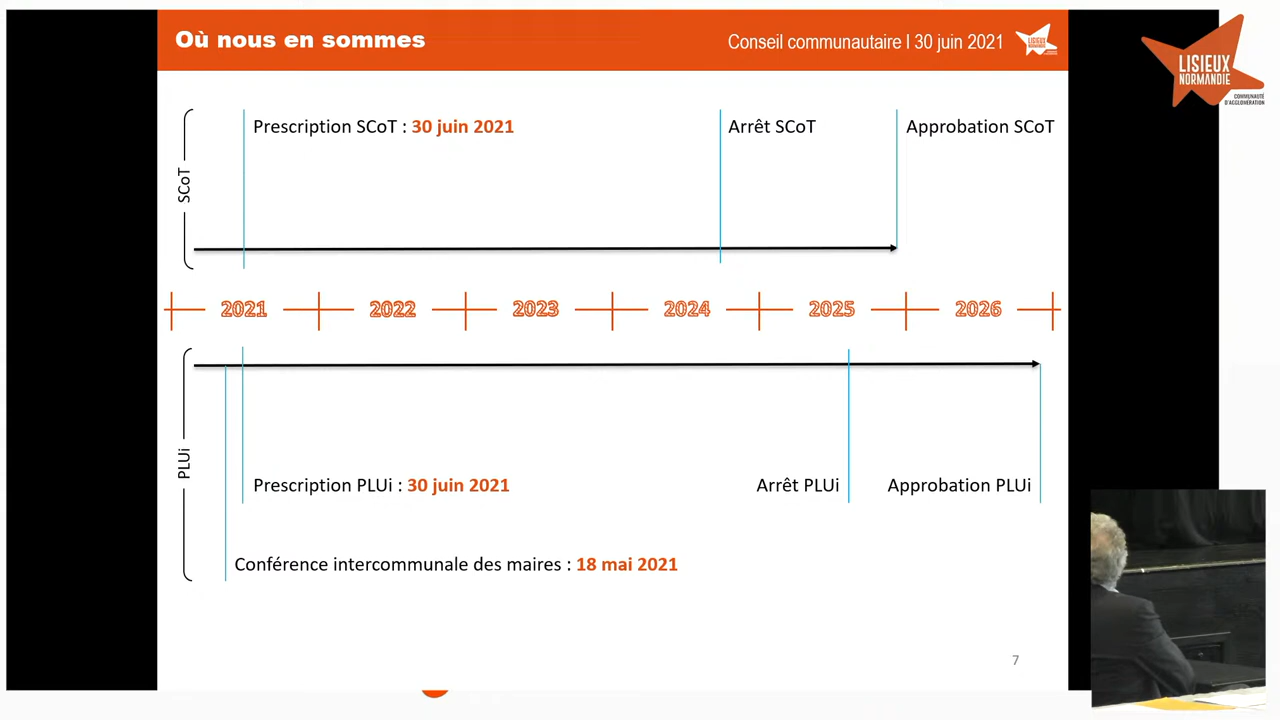 Où nous en sommes
Conseil communautaire I 30 juin 2021
LISIEUX
NORMANDIE
LISIEUX
NORMANDIE
COMMUNAUTÉ
D'AGGLOMÉRATION
SCoT
Prescription SCoT : 30 juin 2021
Arrêt SCoT
Approbation SCoT
2021 2022 2023 2024 2025 2026
PLUi
Prescription PLUi : 30 juin 2021
Arrêt PLUi
Approbation PLUi
Conférence intercommunale des maires : 18 mai 2021
7